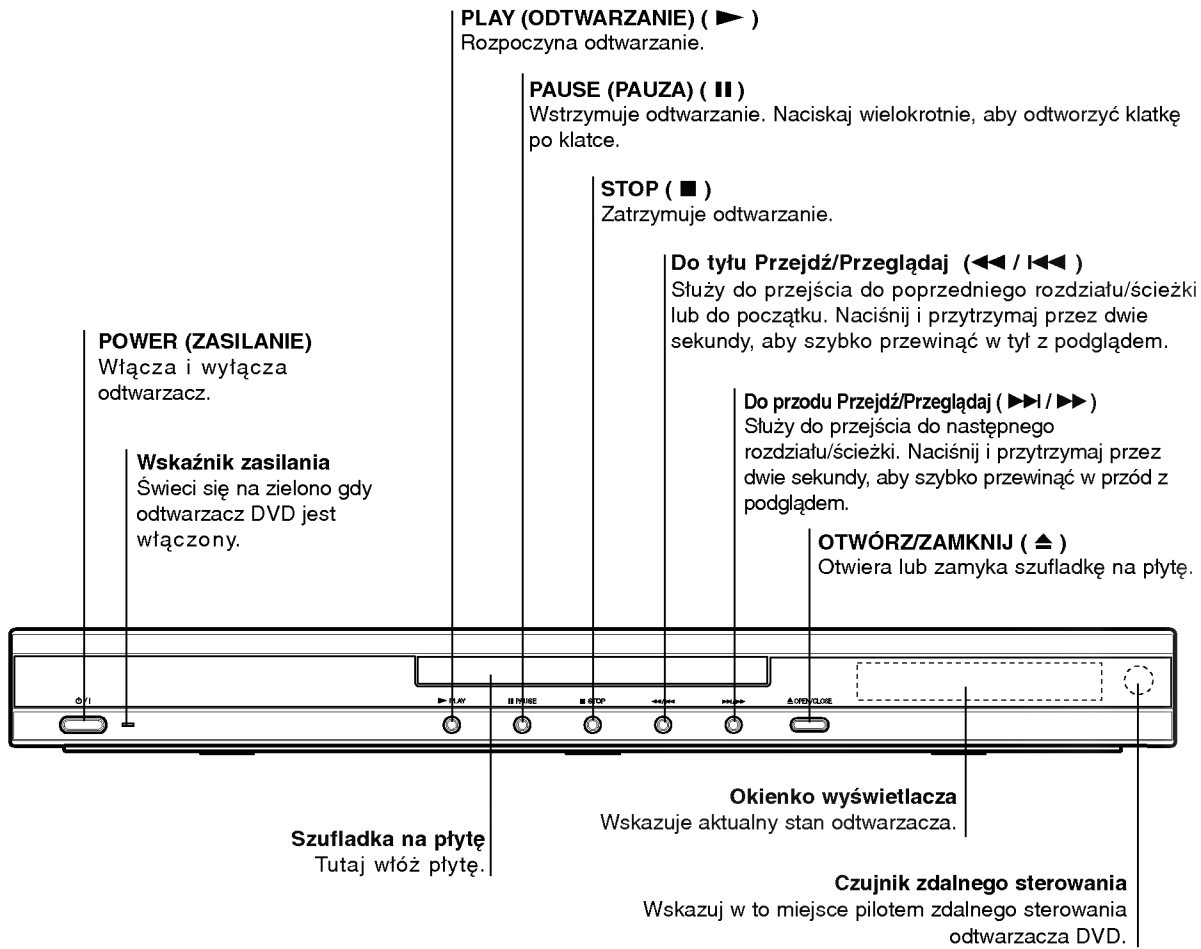 PLAY (ODTWARZANIE) ( ► )
Rozpoczyna odtwarzanie.
PAUSE (PAUZA) ( II )
Wstrzymuje odtwarzanie. Naciskaj wielokrotnie, aby odtworzyć klatkę
po klatce.
STOP ( ■ )
Zatrzymuje odtwarzanie.
Do tyłu Przejdź/Przeglądaj (◄◄ / I◄◄ )
Służy do przejścia do poprzedniego rozdziału/ścieżki
lub do początku. Naciśnij i przytrzymaj przez dwie
sekundy, aby szybko przewinąć w tył z podglądem.
POWER (ZASILANIE)
Włącza i wyłącza
odtwarzacz.
Do przodu Przejdź/Przeglądaj ( ►►I / ►► )
Służy do przejścia do następnego
rozdziału/ścieżki. Naciśnij i przytrzymaj przez
dwie sekundy, aby szybko przewinąć w przód z
podglądem.
Wskaźnik zasilania
Świeci się na zielono gdy
odtwarzacz DVD jest
włączony.
OTWÓRZ/ZAMKNIJ ( ⏏ )
Otwiera lub zamyka szufladkę na płytę.
⏻ / I
► PLAY
II PAUSE
■ STOP
◄◄/I◄◄
►►I/►►
⏏ OPEN/CLOSE
Okienko wyświetlacza
Wskazuje aktualny stan odtwarzacza.
Szufladka na płytę
Tutaj włóż płytę.
Czujnik zdalnego sterowania
Wskazuj w to miejsce pilotem zdalnego sterowania
odtwarzacza DVD.